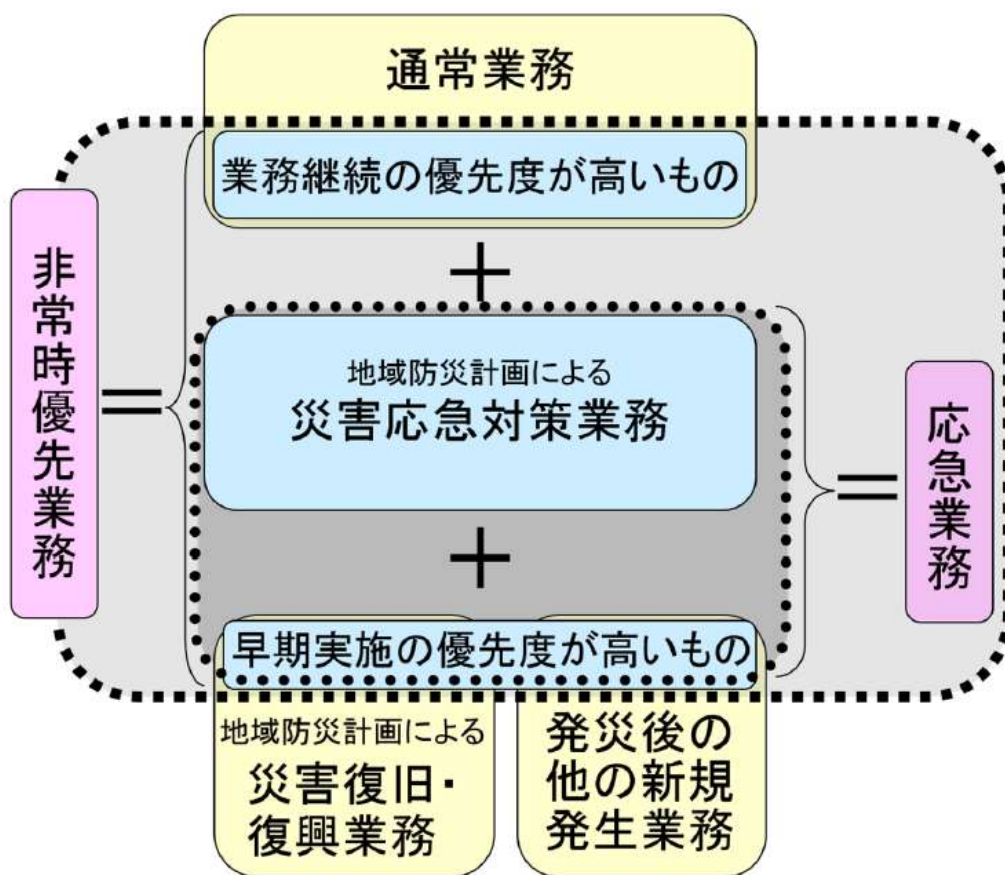 通常業務
業務継続の優先度が高いもの
+
非常時優先業務
=
地域防災計画による
災害応急対策業務
=
応急業務
+
早期実施の優先度が高いもの
地域防災計画による
災害復旧・
復興業務
発災後の
他の新規
発生業務